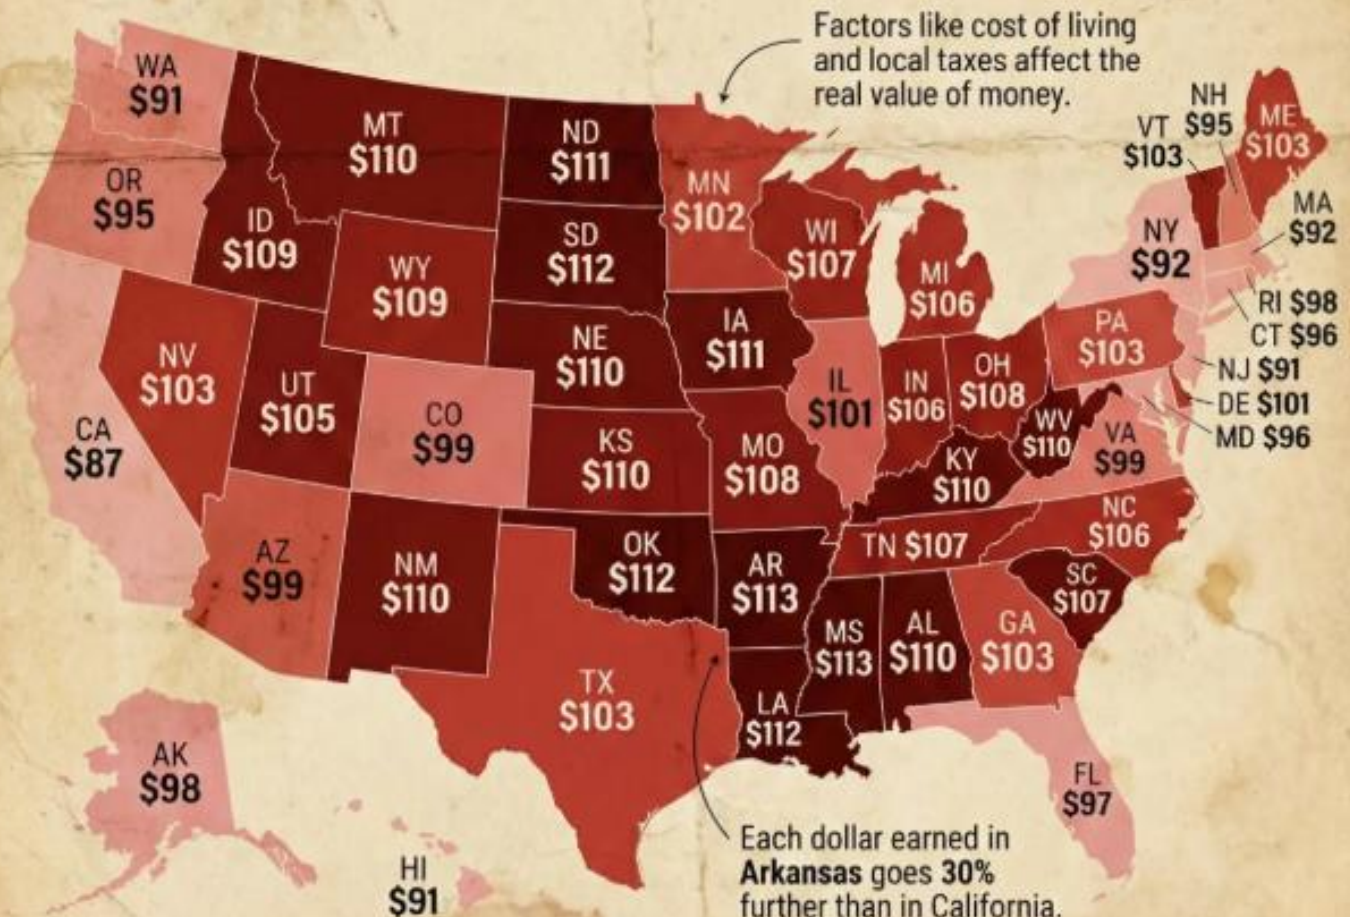 Factors like cost of living
and local taxes affect the
real value of money.
WA
$91
OR
$95
CA
$87
NV
$103
ID
$109
MT
$110
WY
$109
UT
$105
CO
$99
AZ
$99
NM
$110
ND
$111
SD
$112
NE
$110
KS
$110
OK
$112
TX
$103
MN
$102
IA
$111
MO
$108
AR
$113
LA
$112
WI
$107
IL
$101
MI
$106
IN
$106
OH
$108
KY
$110
WV
$110
TN $107
MS
$113
AL
$110
GA
$103
FL
$97
SC
$107
NC
$106
VA
$99
PA
$103
NY
$92
VT
$103
NH
$95
ME
$103
MA
$92
RI $98
CT $96
NJ $91
DE $101
MD $96
AK
$98
HI
$91
Each dollar earned in
Arkansas goes 30%
further than in California.